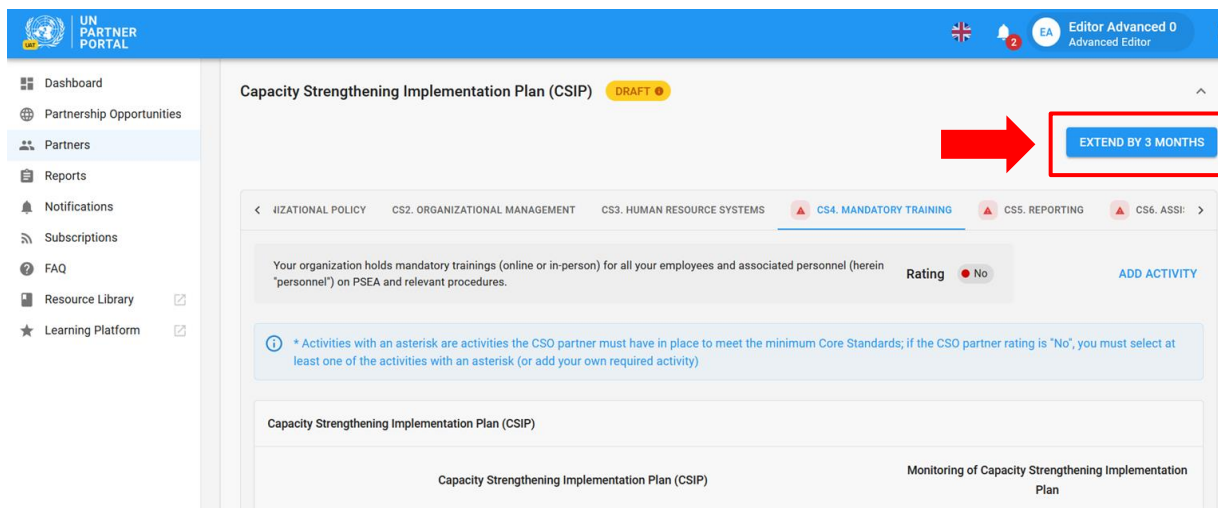 UN
PARTNER
PORTAL
UAT
2
EA
Editor Advanced 0
Advanced Editor
Dashboard
Partnership Opportunities
Partners
Reports
Notifications
Subscriptions
FAQ
Resource Library
Learning Platform
Capacity Strengthening Implementation Plan (CSIP)
DRAFT
EXTEND BY 3 MONTHS
IIZATIONAL POLICY CS2. ORGANIZATIONAL MANAGEMENT CS3. HUMAN RESOURCE SYSTEMS CS4. MANDATORY TRAINING CS5. REPORTING CS6. ASSI:
Your organization holds mandatory trainings (online or in-person) for all your employees and associated personnel (herein
"personnel") on PSEA and relevant procedures.
Rating No
ADD ACTIVITY
* Activities with an asterisk are activities the CSO partner must have in place to meet the minimum Core Standards; if the CSO partner rating is "No", you must select at
least one of the activities with an asterisk (or add your own required activity)
Capacity Strengthening Implementation Plan (CSIP)
Capacity Strengthening Implementation Plan (CSIP)
Monitoring of Capacity Strengthening Implementation
Plan